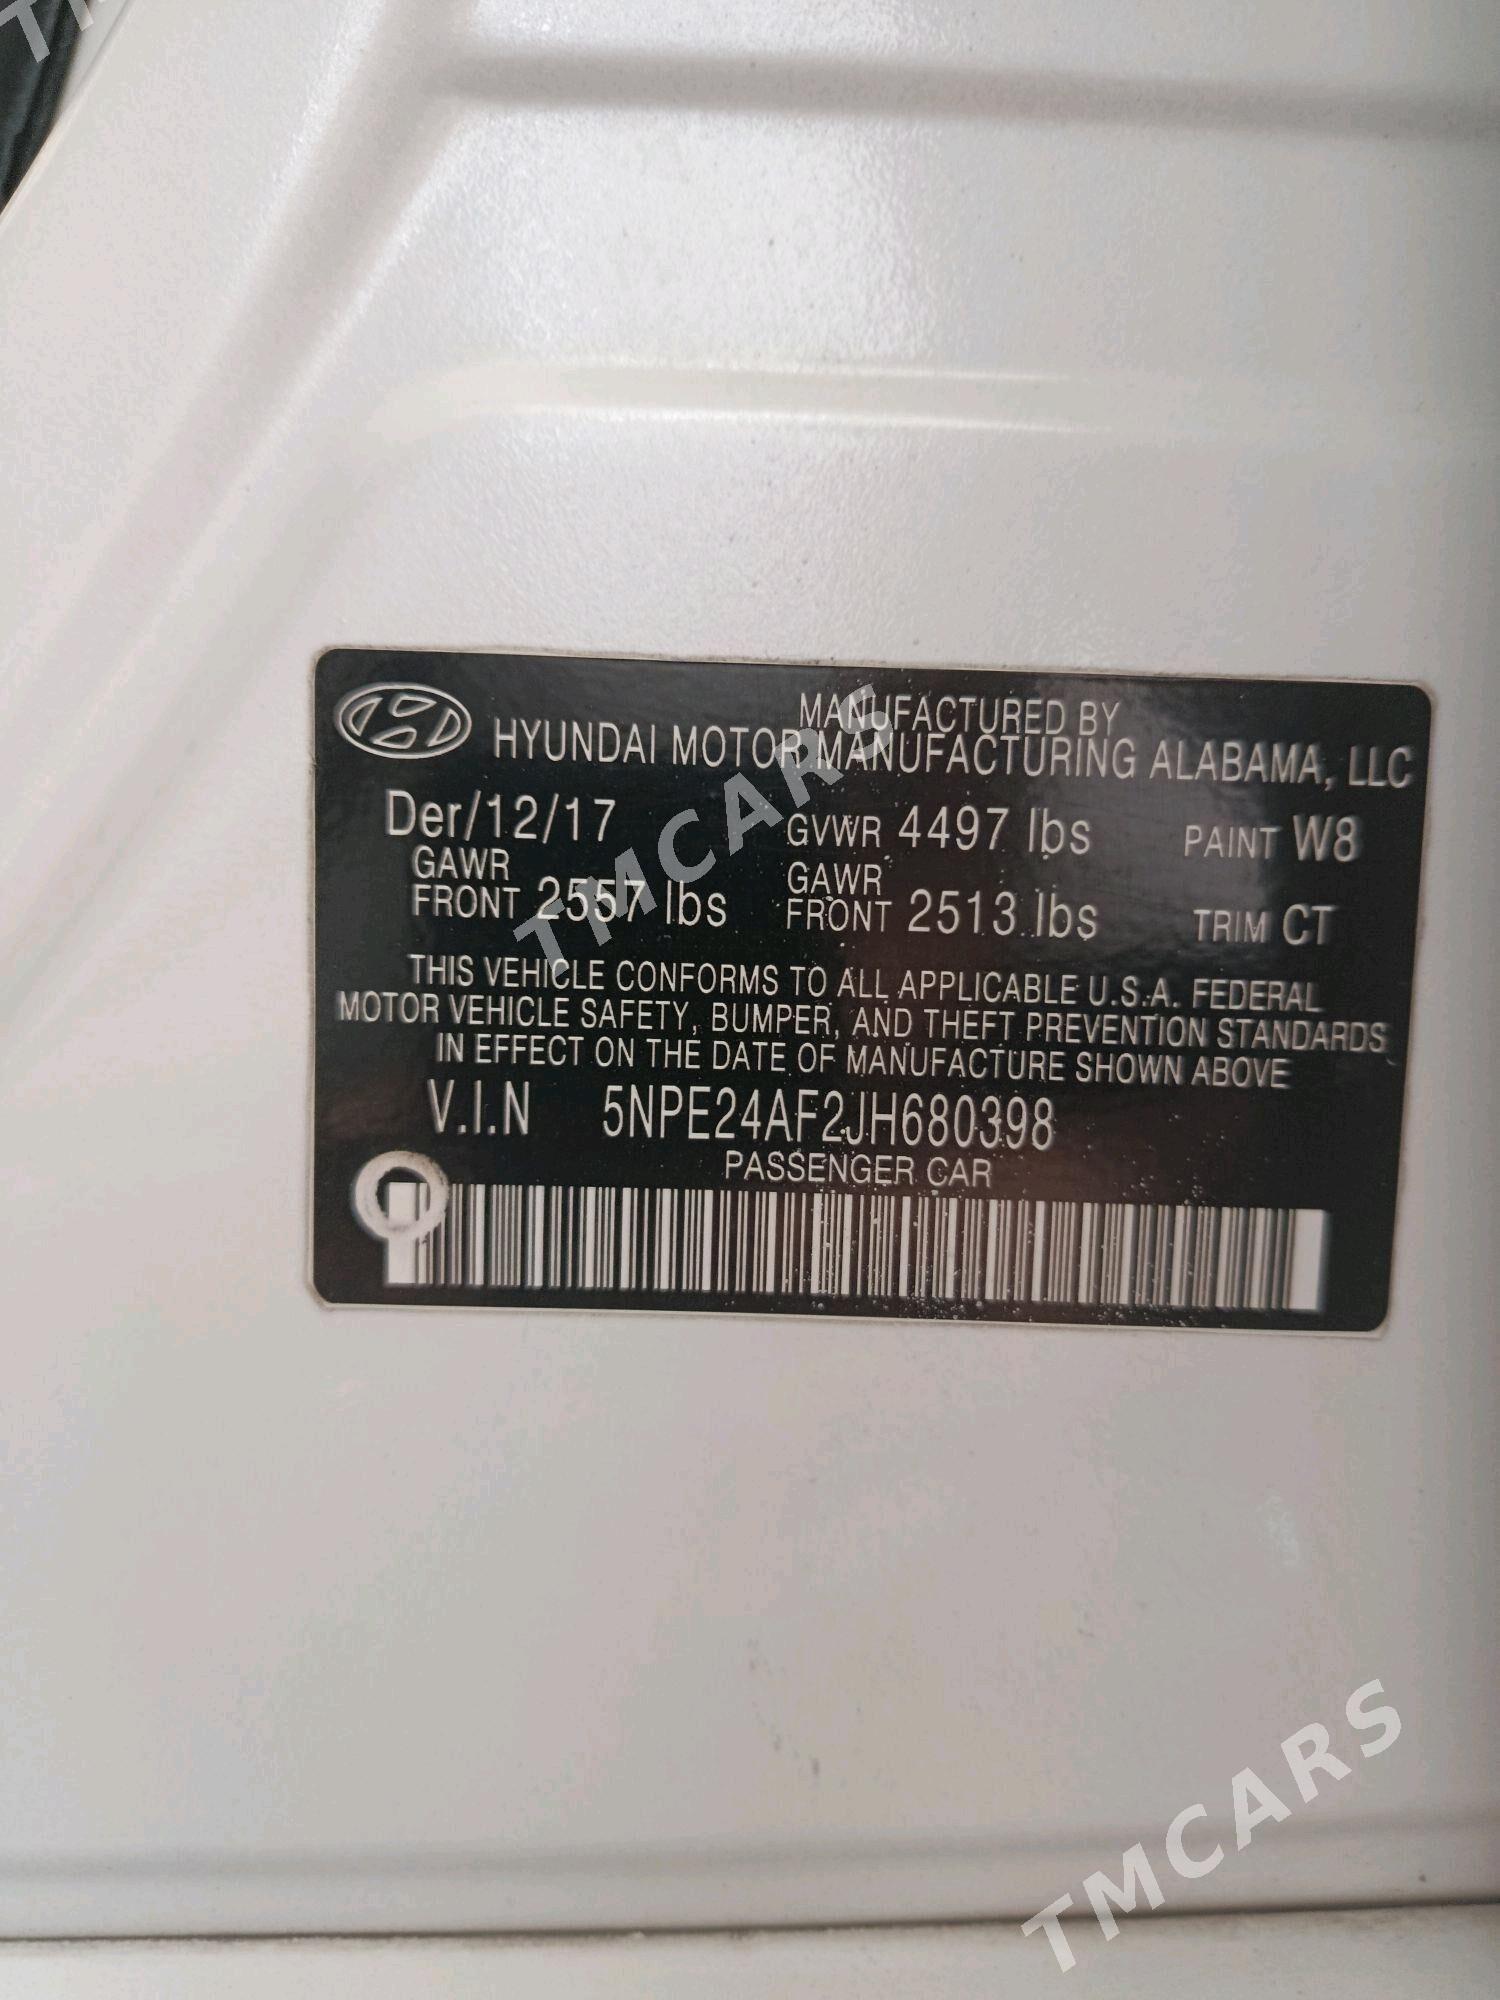 MANUFACTURED BY
HYUNDAI MOTOR MANUFACTURING ALABAMA, LLC
Der/12/17 GVWR 4497 lbs PAINT W8
GAWR GAWR
FRONT 2557 lbs FRONT 2513 lbs TRIM CT
THIS VEHICLE CONFORMS TO ALL APPLICABLE U.S.A. FEDERAL
MOTOR VEHICLE SAFETY, BUMPER, AND THEFT PREVENTION STANDARDS
IN EFFECT ON THE DATE OF MANUFACTURE SHOWN ABOVE
V.I.N 5NPE24AF2JH680398
PASSENGER CAR
TMCARS
TMCARS